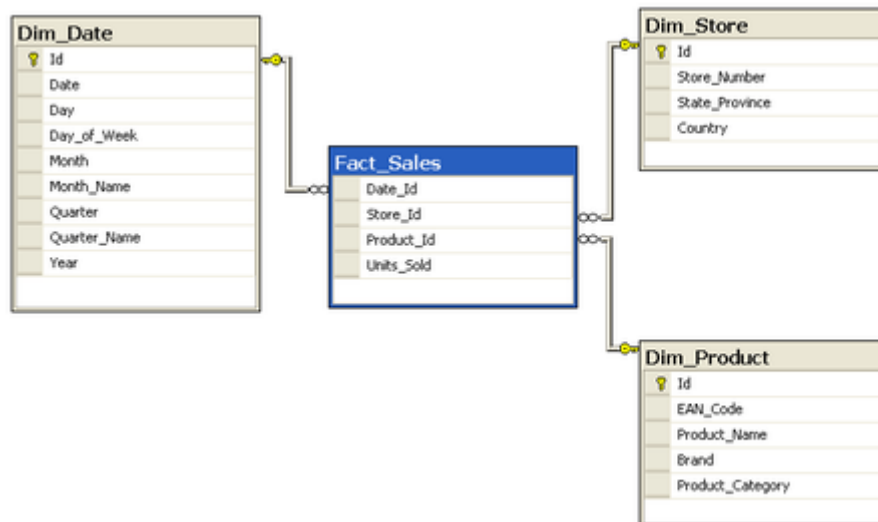 Dim_Date
Id
Date
Day
Day_of_Week
Month
Month_Name
Quarter
Quarter_Name
Year
Fact_Sales
Date_Id
Store_Id
Product_Id
Units_Sold
Dim_Store
Id
Store_Number
State_Province
Country
Dim_Product
Id
EAN_Code
Product_Name
Brand
Product_Category